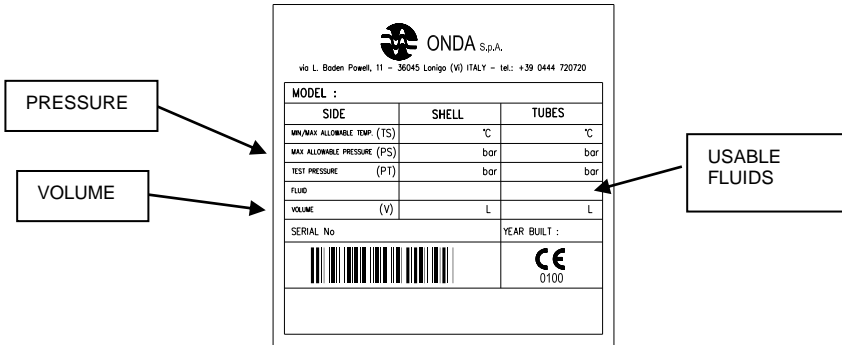 ONDA S.p.A.
via L. Baden Powell, 11 - 36045 Lonigo (VI) ITALY - tel.: +39 0444 720720
MODEL :
SIDE SHELL TUBES
MIN/MAX ALLOWABLE TEMP. (TS) °C °C
PRESSURE
MAX ALLOWABLE PRESSURE (PS) bar bar
TEST PRESSURE (PT) bar bar
USABLE
FLUIDS
FLUID
VOLUME
VOLUME (V) L L
SERIAL No YEAR BUILT :
CE
0100